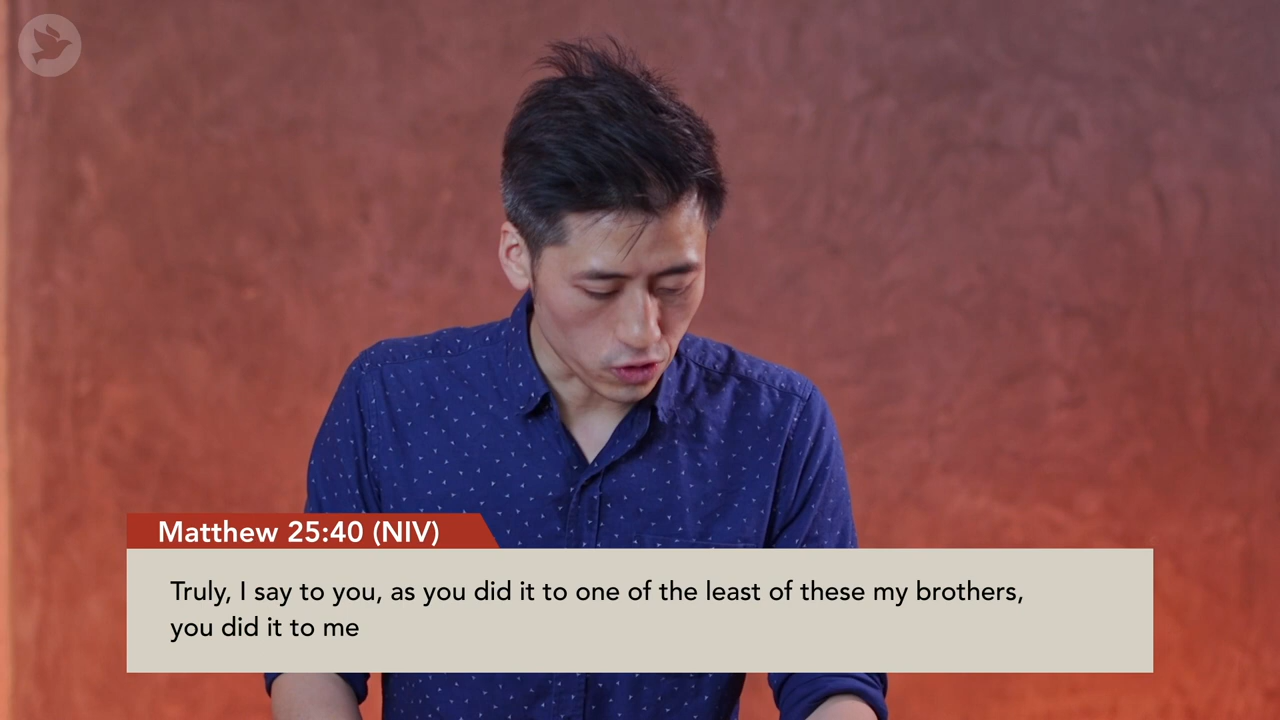 Matthew 25:40 (NIV)
Truly, I say to you, as you did it to one of the least of these my brothers,
you did it to me